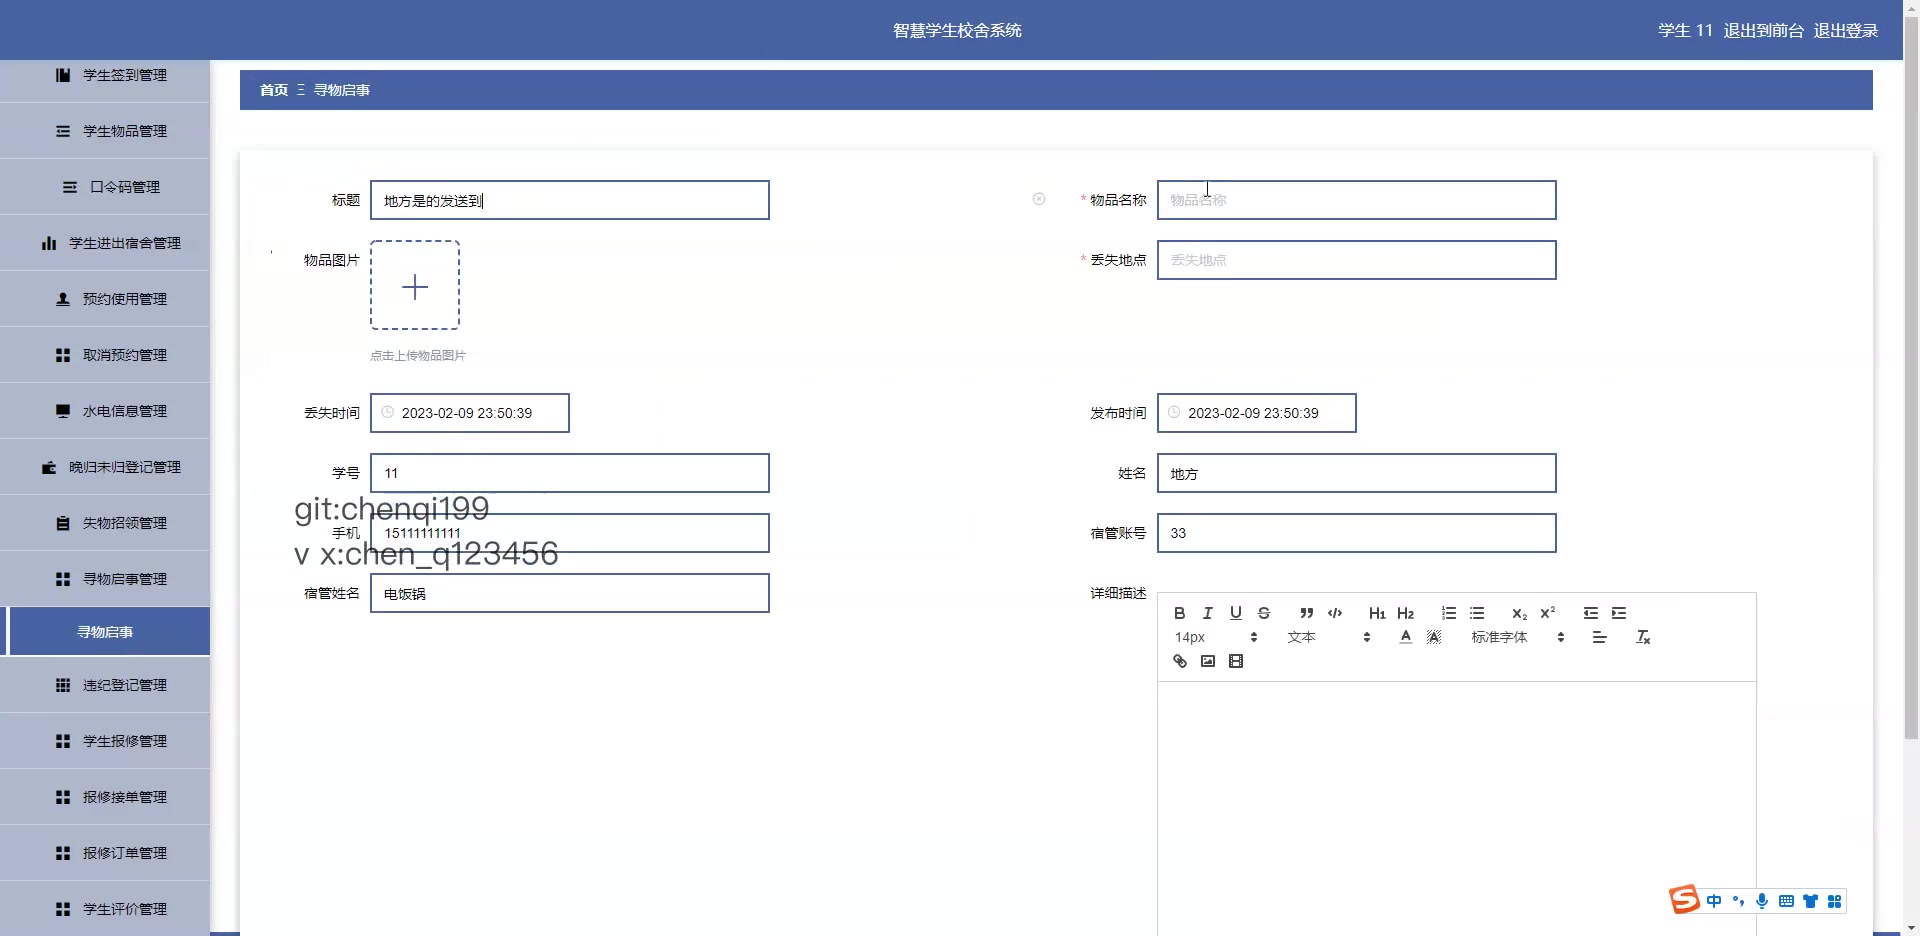 智慧学生校舍系统
学生 11 退出到前台 退出登录
学生签到管理
学生物品管理
口令码管理
学生进出宿舍管理
预约使用管理
取消预约管理
水电信息管理
晚归未归登记管理
失物招领管理
寻物启事管理
寻物启事
违纪登记管理
学生报修管理
报修接单管理
报修订单管理
学生评价管理
首页 Ξ 寻物启事
标题 地方是的发送到
* 物品名称 物品名称
物品图片
点击上传物品图片
* 丢失地点 丢失地点
丢失时间 2023-02-09 23:50:39
发布时间 2023-02-09 23:50:39
学号 11
姓名 地方
git:chenqi199
手机 15111111111
宿管账号 33
v x:chen_q123456
宿管姓名 电饭锅
详细描述
B I U S H1 H2 X₂ X²
14px 文本 A A 标准字体 Tx
S 中